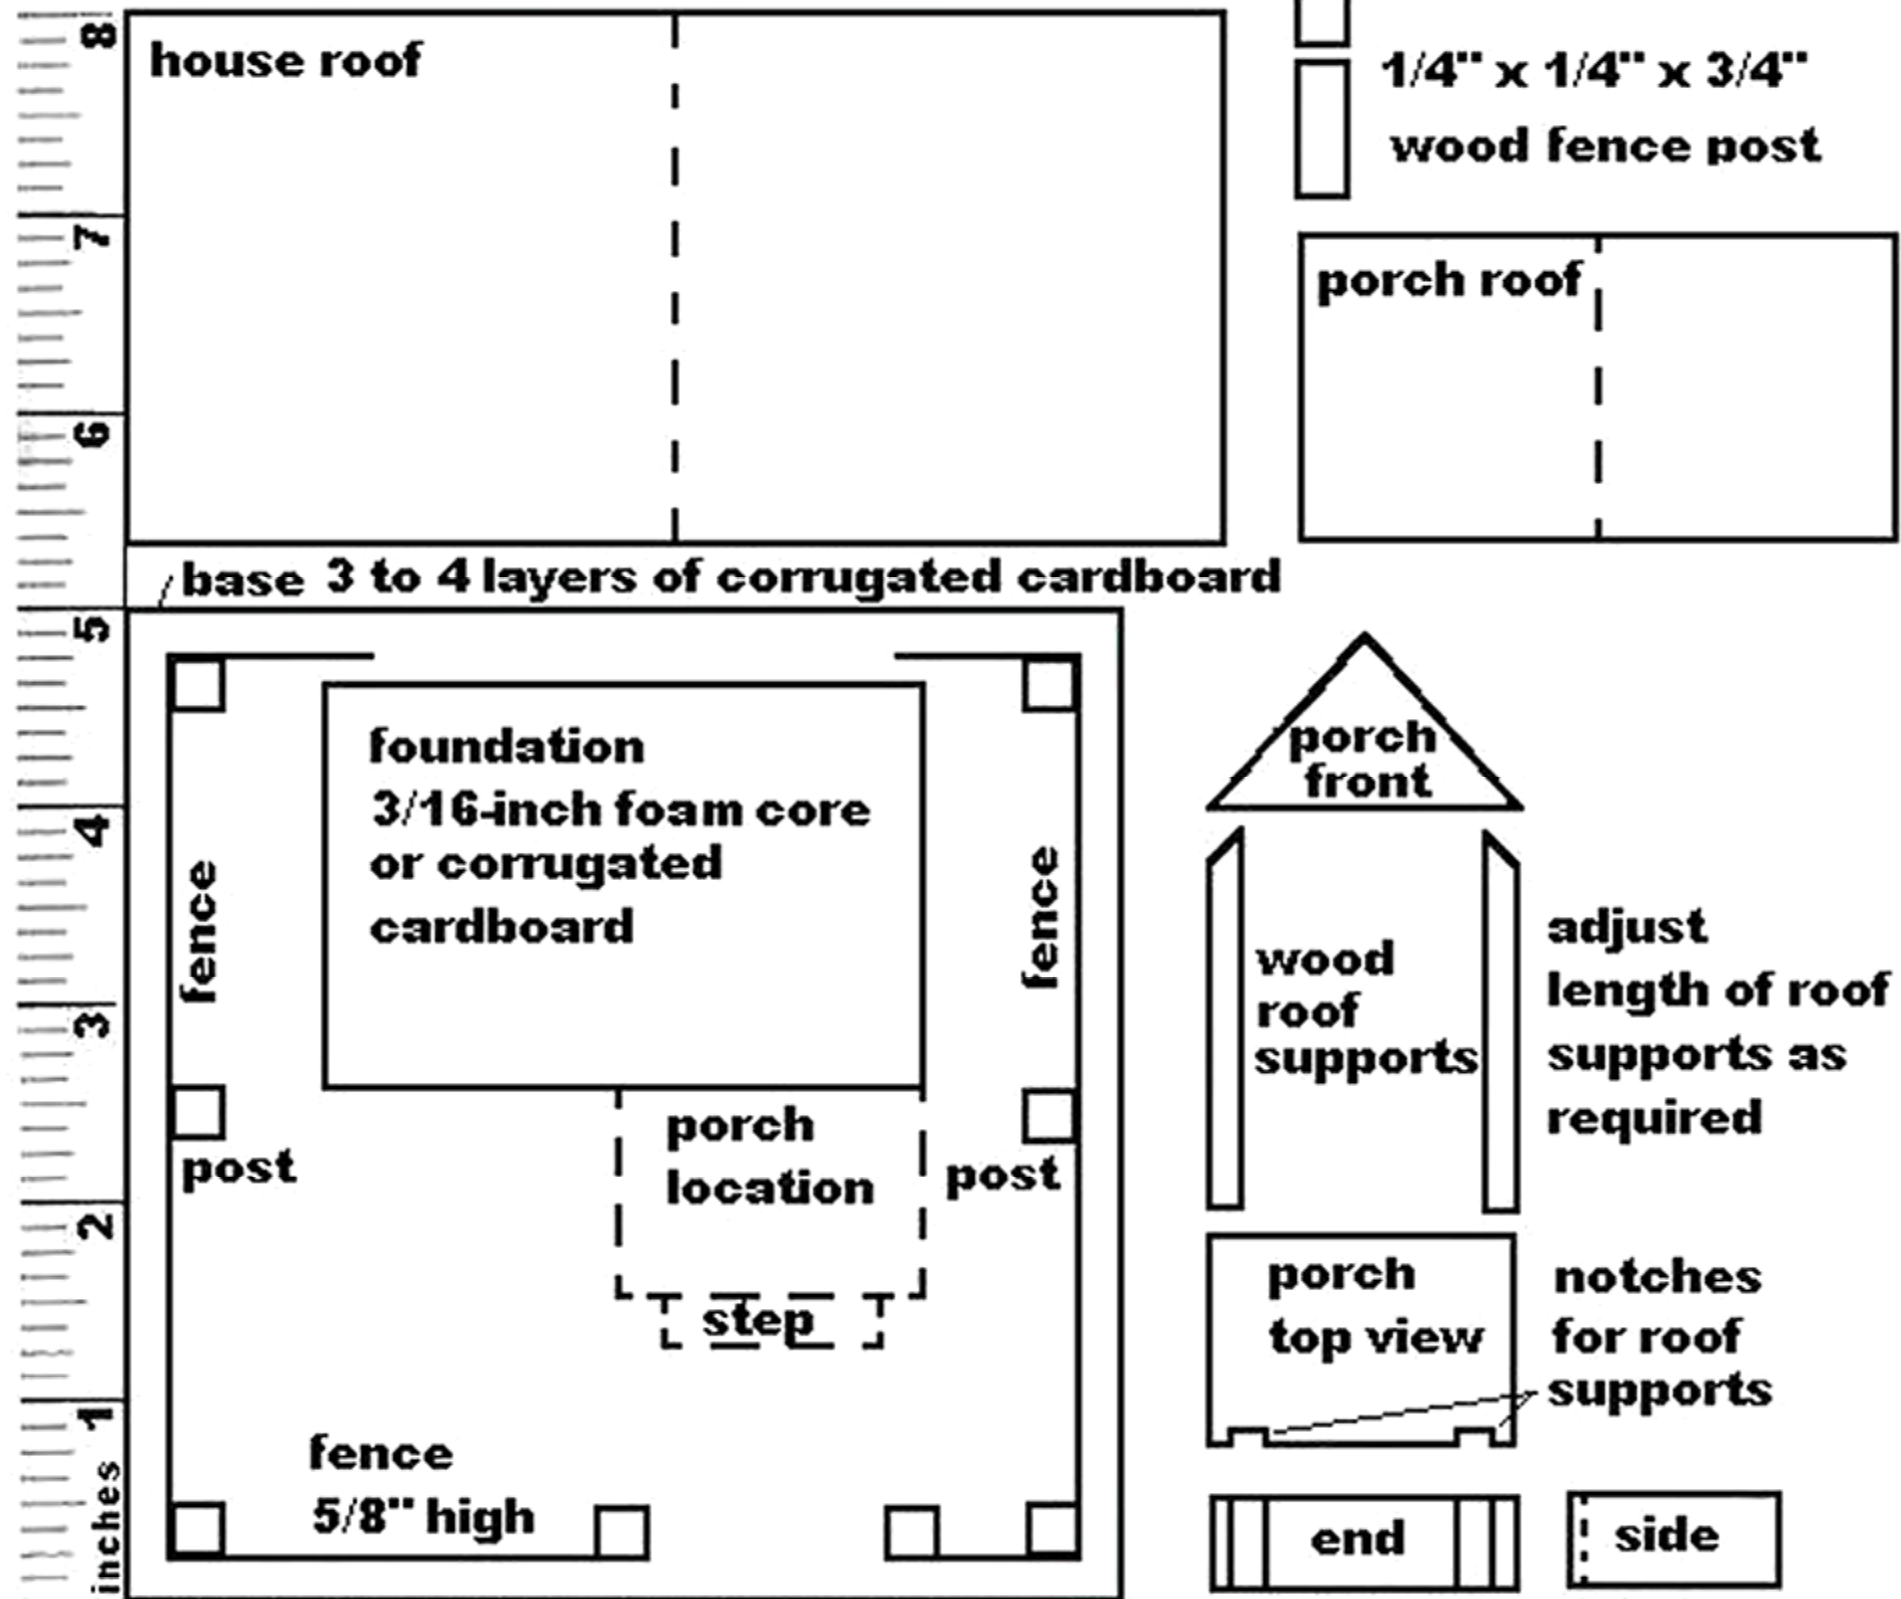 8
house roof
1/4" x 1/4" x 3/4"
wood fence post
7
porch roof
6
base 3 to 4 layers of corrugated cardboard
5
foundation
3/16-inch foam core
or corrugated
cardboard
4
fence
fence
porch
front
3
wood
roof
supports
adjust
length of roof
supports as
required
post
porch
location
post
2
step
porch
top view
notches
for roof
supports
1
fence
5/8" high
inches
end
side